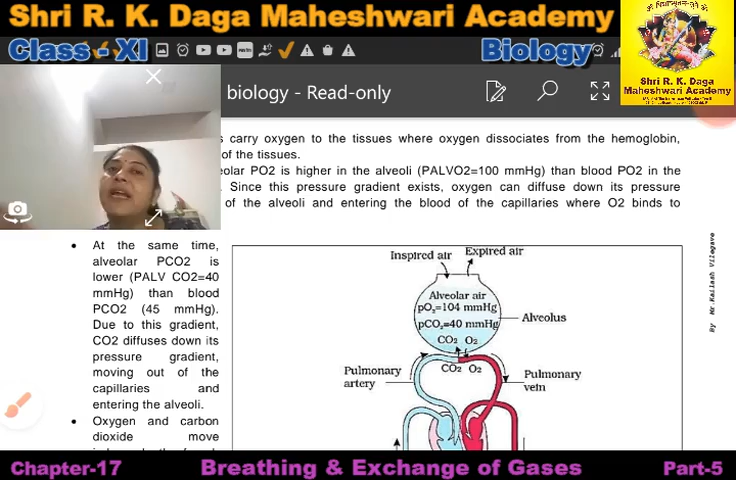 Shri R. K. Daga Maheshwari Academy
Class - XI
Biology
Shri R. K. Daga
Maheshwari Academy
biology - Read-only
carry oxygen to the tissues where oxygen dissociates from the hemoglobin,
of the tissues.
PO2 is higher in the alveoli (PALVO2=100 mmHg) than blood PO2 in the
. Since this pressure gradient exists, oxygen can diffuse down its pressure
of the alveoli and entering the blood of the capillaries where O2 binds to
• At the same time,
alveolar PCO2 is
lower (PALV CO2=40
mmHg) than blood
PCO2 (45 mmHg).
Due to this gradient,
CO2 diffuses down its
pressure gradient,
moving out of the
capillaries and
entering the alveoli.
• Oxygen and carbon
dioxide move
Inspired air
Expired air
Alveolar air
pO₂=104 mmHg
pCO₂=40 mmHg
CO2 O2
Alveolus
CO2 O2
Pulmonary
artery
Pulmonary
vein
By Mr.Kailash Vilegave
Chapter-17
Breathing & Exchange of Gases
Part-5